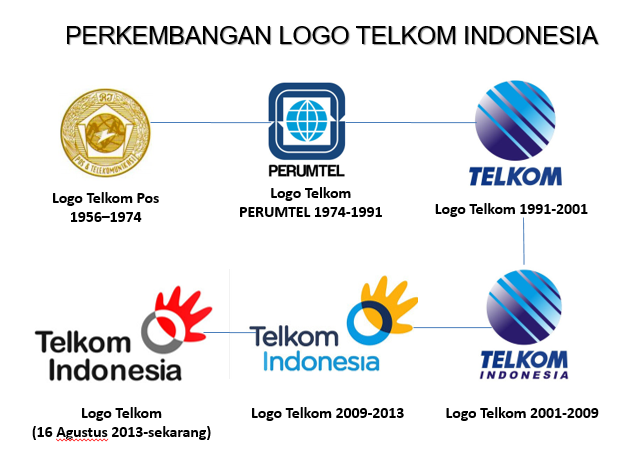 PERKEMBANGAN LOGO TELKOM INDONESIA
POS & TELEKOMUNIKASI
Logo Telkom Pos
1956–1974
PERUMTEL
Logo Telkom
PERUMTEL 1974-1991
TELKOM
Logo Telkom 1991-2001
Telkom
Indonesia
Logo Telkom
(16 Agustus 2013-sekarang)
Telkom
Indonesia
Logo Telkom 2009-2013
TELKOM
INDONESIA
Logo Telkom 2001-2009